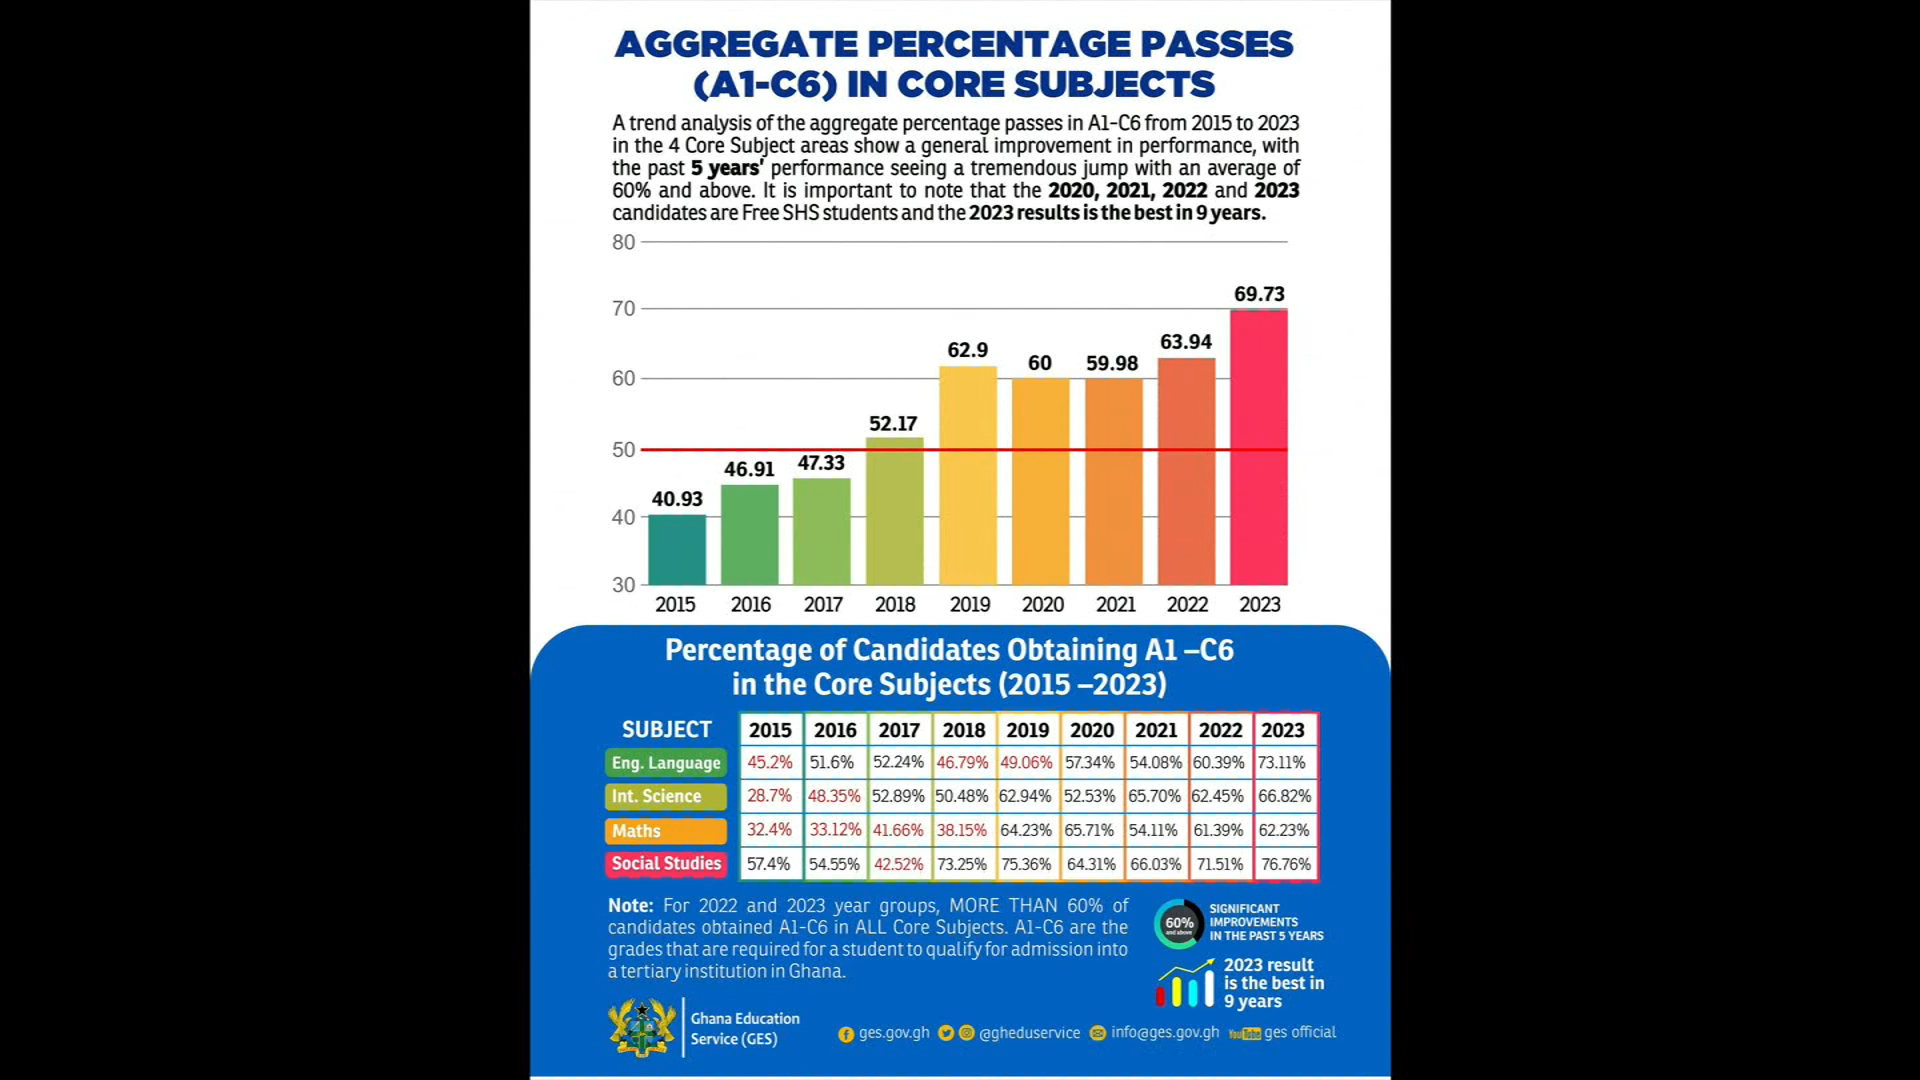 AGGREGATE PERCENTAGE PASSES
(A1-C6) IN CORE SUBJECTS
A trend analysis of the aggregate percentage passes in A1-C6 from 2015 to 2023
in the 4 Core Subject areas show a general improvement in performance, with
the past 5 years' performance seeing a tremendous jump with an average of
60% and above. It is important to note that the 2020, 2021, 2022 and 2023
candidates are Free SHS students and the 2023 results is the best in 9 years.
80
70
60
50
40
30
40.93
46.91
47.33
52.17
62.9
60
59.98
63.94
69.73
2015 2016 2017 2018 2019 2020 2021 2022 2023
Percentage of Candidates Obtaining A1 –C6
in the Core Subjects (2015 –2023)
SUBJECT 2015 2016 2017 2018 2019 2020 2021 2022 2023
Eng. Language 45.2% 51.6% 52.24% 46.79% 49.06% 57.34% 54.08% 60.39% 73.11%
Int. Science 28.7% 48.35% 52.89% 50.48% 62.94% 52.53% 65.70% 62.45% 66.82%
Maths 32.4% 33.12% 41.66% 38.15% 64.23% 65.71% 54.11% 61.39% 62.23%
Social Studies 57.4% 54.55% 42.52% 73.25% 75.36% 64.31% 66.03% 71.51% 76.76%
Note: For 2022 and 2023 year groups, MORE THAN 60% of
candidates obtained A1-C6 in ALL Core Subjects. A1-C6 are the
grades that are required for a student to qualify for admission into
a tertiary institution in Ghana.
60%
and above
SIGNIFICANT
IMPROVEMENTS
IN THE PAST 5 YEARS
2023 result
is the best in
9 years
Ghana Education
Service (GES)
ges.gov.gh @gheduservice info@ges.gov.gh YouTube ges official